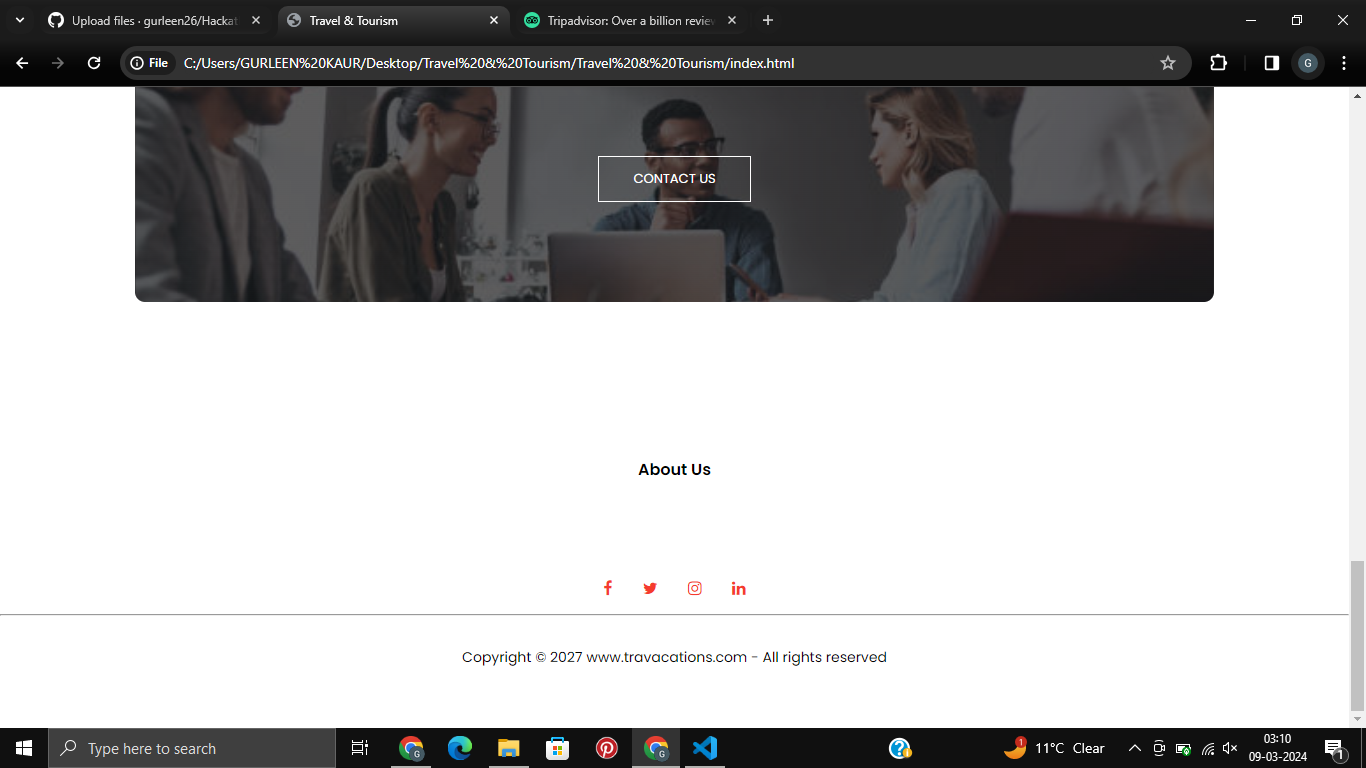 Upload files · gurleen26/Hackat
Travel & Tourism
Tripadvisor: Over a billion review
File
C:/Users/GURLEEN%20KAUR/Desktop/Travel%20&%20Tourism/Travel%20&%20Tourism/index.html
G
CONTACT US
About Us
Copyright © 2027 www.travacations.com - All rights reserved
Type here to search
G
G
1
11°C Clear
03:10
09-03-2024
1